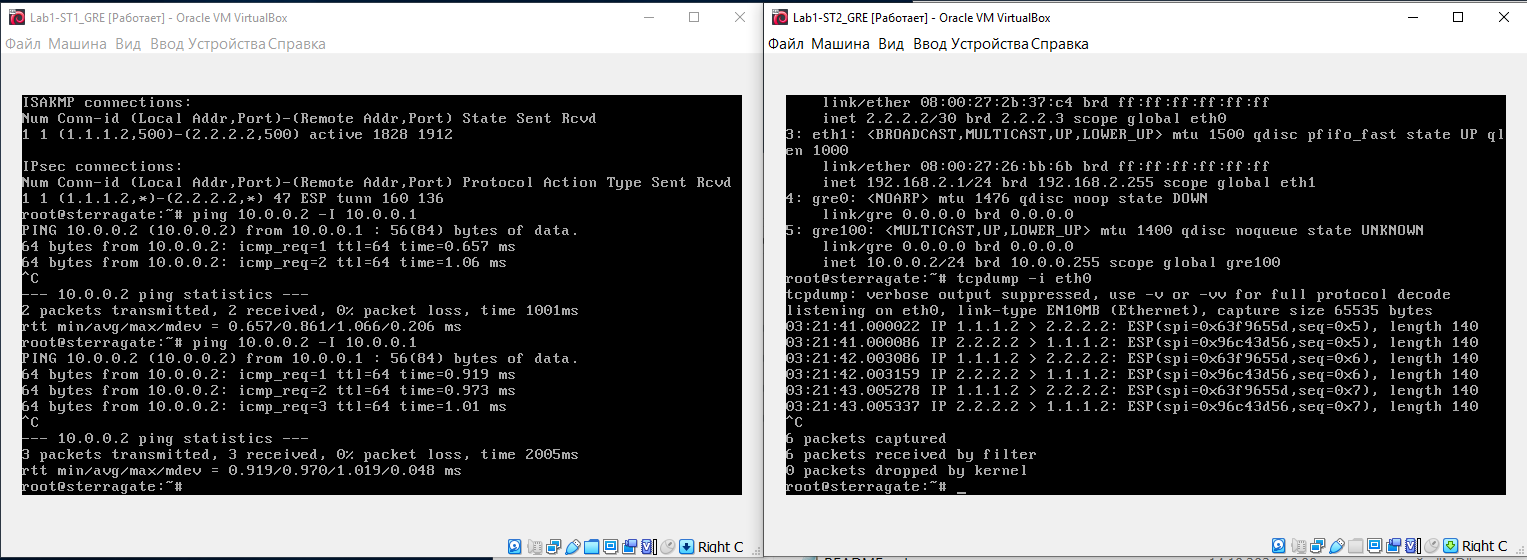 Lab1-ST1_GRE [Работает] - Oracle VM VirtualBox
Файл Машина Вид Ввод Устройства Справка
ISAKMP connections:
Num Conn-id (Local Addr,Port)-(Remote Addr,Port) State Sent Rcvd
1 1 (1.1.1.2,500)-(2.2.2.2,500) active 1828 1912
IPsec connections:
Num Conn-id (Local Addr,Port)-(Remote Addr,Port) Protocol Action Type Sent Rcvd
1 1 (1.1.1.2,*)-(2.2.2.2,*) 47 ESP tunn 160 136
root@sterragate:~# ping 10.0.0.2 -I 10.0.0.1
PING 10.0.0.2 (10.0.0.2) from 10.0.0.1 : 56(84) bytes of data.
64 bytes from 10.0.0.2: icmp_req=1 ttl=64 time=0.657 ms
64 bytes from 10.0.0.2: icmp_req=2 ttl=64 time=1.06 ms
^C
--- 10.0.0.2 ping statistics ---
2 packets transmitted, 2 received, 0% packet loss, time 1001ms
rtt min/avg/max/mdev = 0.657/0.861/1.066/0.206 ms
root@sterragate:~# ping 10.0.0.2 -I 10.0.0.1
PING 10.0.0.2 (10.0.0.2) from 10.0.0.1 : 56(84) bytes of data.
64 bytes from 10.0.0.2: icmp_req=1 ttl=64 time=0.919 ms
64 bytes from 10.0.0.2: icmp_req=2 ttl=64 time=0.973 ms
64 bytes from 10.0.0.2: icmp_req=3 ttl=64 time=1.01 ms
^C
--- 10.0.0.2 ping statistics ---
3 packets transmitted, 3 received, 0% packet loss, time 2005ms
rtt min/avg/max/mdev = 0.919/0.970/1.019/0.048 ms
root@sterragate:~#
Right C
Lab1-ST2_GRE [Работает] - Oracle VM VirtualBox
Файл Машина Вид Ввод Устройства Справка
link/ether 08:00:27:2b:37:c4 brd ff:ff:ff:ff:ff:ff
inet 2.2.2.2/30 brd 2.2.2.3 scope global eth0
3: eth1: <BROADCAST,MULTICAST,UP,LOWER_UP> mtu 1500 qdisc pfifo_fast state UP ql
en 1000
link/ether 08:00:27:26:bb:6b brd ff:ff:ff:ff:ff:ff
inet 192.168.2.1/24 brd 192.168.2.255 scope global eth1
4: gre0: <NOARP> mtu 1476 qdisc noop state DOWN
link/gre 0.0.0.0 brd 0.0.0.0
5: gre100: <MULTICAST,UP,LOWER_UP> mtu 1400 qdisc noqueue state UNKNOWN
link/gre 0.0.0.0 brd 0.0.0.0
inet 10.0.0.2/24 brd 10.0.0.255 scope global gre100
root@sterragate:~# tcpdump -i eth0
tcpdump: verbose output suppressed, use -v or -vv for full protocol decode
listening on eth0, link-type EN10MB (Ethernet), capture size 65535 bytes
03:21:41.000022 IP 1.1.1.2 > 2.2.2.2: ESP(spi=0x63f9655d,seq=0x5), length 140
03:21:41.000086 IP 2.2.2.2 > 1.1.1.2: ESP(spi=0x96c43d56,seq=0x5), length 140
03:21:42.003086 IP 1.1.1.2 > 2.2.2.2: ESP(spi=0x63f9655d,seq=0x6), length 140
03:21:42.003159 IP 2.2.2.2 > 1.1.1.2: ESP(spi=0x96c43d56,seq=0x6), length 140
03:21:43.005278 IP 1.1.1.2 > 2.2.2.2: ESP(spi=0x63f9655d,seq=0x7), length 140
03:21:43.005337 IP 2.2.2.2 > 1.1.1.2: ESP(spi=0x96c43d56,seq=0x7), length 140
^C
6 packets captured
6 packets received by filter
0 packets dropped by kernel
root@sterragate:~# _
Right C